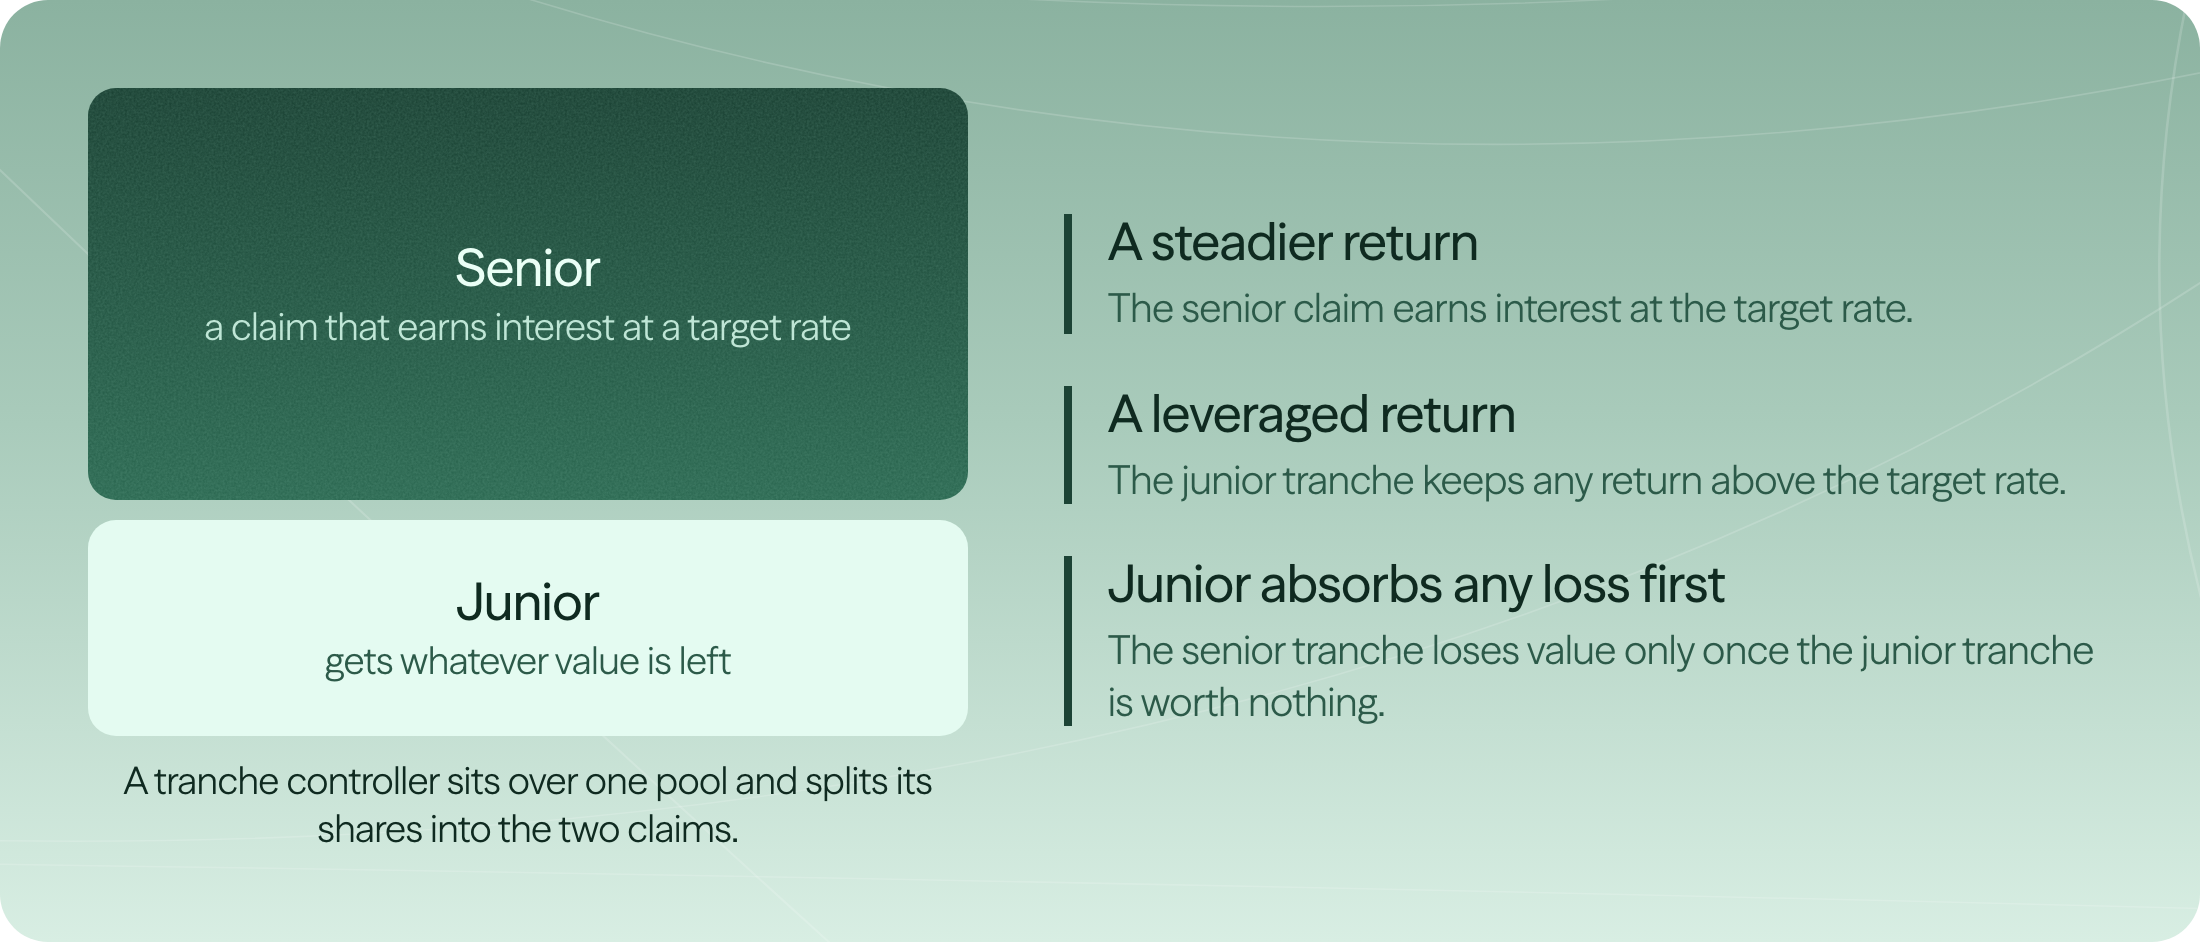 Senior
a claim that earns interest at a target rate
Junior
gets whatever value is left
A tranche controller sits over one pool and splits its
shares into the two claims.
A steadier return
The senior claim earns interest at the target rate.
A leveraged return
The junior tranche keeps any return above the target rate.
Junior absorbs any loss first
The senior tranche loses value only once the junior tranche
is worth nothing.